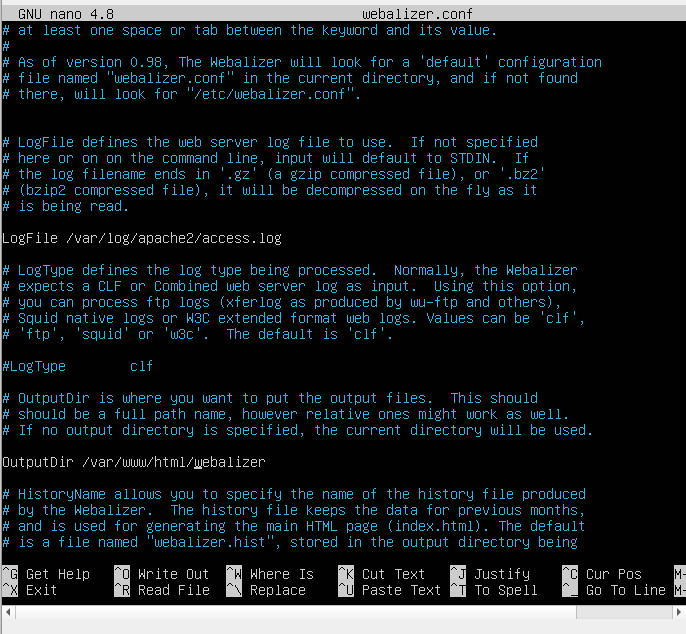 GNU nano 4.8 webalizer.conf
# at least one space or tab between the keyword and its value.
#
# As of version 0.98, The Webalizer will look for a 'default' configuration
# file named "webalizer.conf" in the current directory, and if not found
# there, will look for "/etc/webalizer.conf".
# LogFile defines the web server log file to use.  If not specified
# here or on on the command line, input will default to STDIN.  If
# the log filename ends in '.gz' (a gzip compressed file), or '.bz2'
# (bzip2 compressed file), it will be decompressed on the fly as it
# is being read.
LogFile /var/log/apache2/access.log
# LogType defines the log type being processed.  Normally, the Webalizer
# expects a CLF or Combined web server log as input.  Using this option,
# you can process ftp logs (xferlog as produced by wu-ftp and others),
# Squid native logs or W3C extended format web logs. Values can be 'clf',
# 'ftp', 'squid' or 'w3c'.  The default is 'clf'.
#LogType        clf
# OutputDir is where you want to put the output files.  This should
# should be a full path name, however relative ones might work as well.
# If no output directory is specified, the current directory will be used.
OutputDir /var/www/html/webalizer
# HistoryName allows you to specify the name of the history file produced
# by the Webalizer.  The history file keeps the data for previous months,
# and is used for generating the main HTML page (index.html). The default
# is a file named "webalizer.hist", stored in the output directory being
^G Get Help ^O Write Out ^W Where Is ^K Cut Text ^J Justify ^C Cur Pos M-
^X Exit ^R Read File ^\ Replace ^U Paste Text ^T To Spell ^_ Go To Line M-